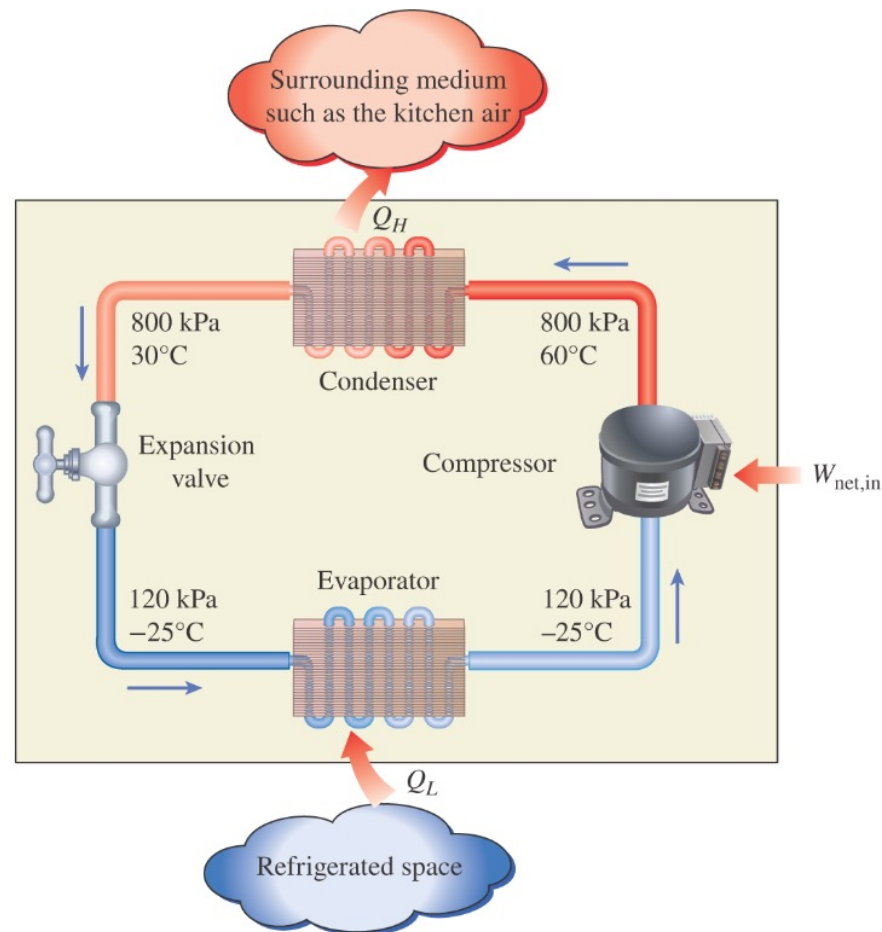 Surrounding medium
such as the kitchen air
Q_H
800 kPa
30°C
Condenser
800 kPa
60°C
Expansion
valve
Compressor
W_net,in
Evaporator
120 kPa
–25°C
120 kPa
–25°C
Q_L
Refrigerated space